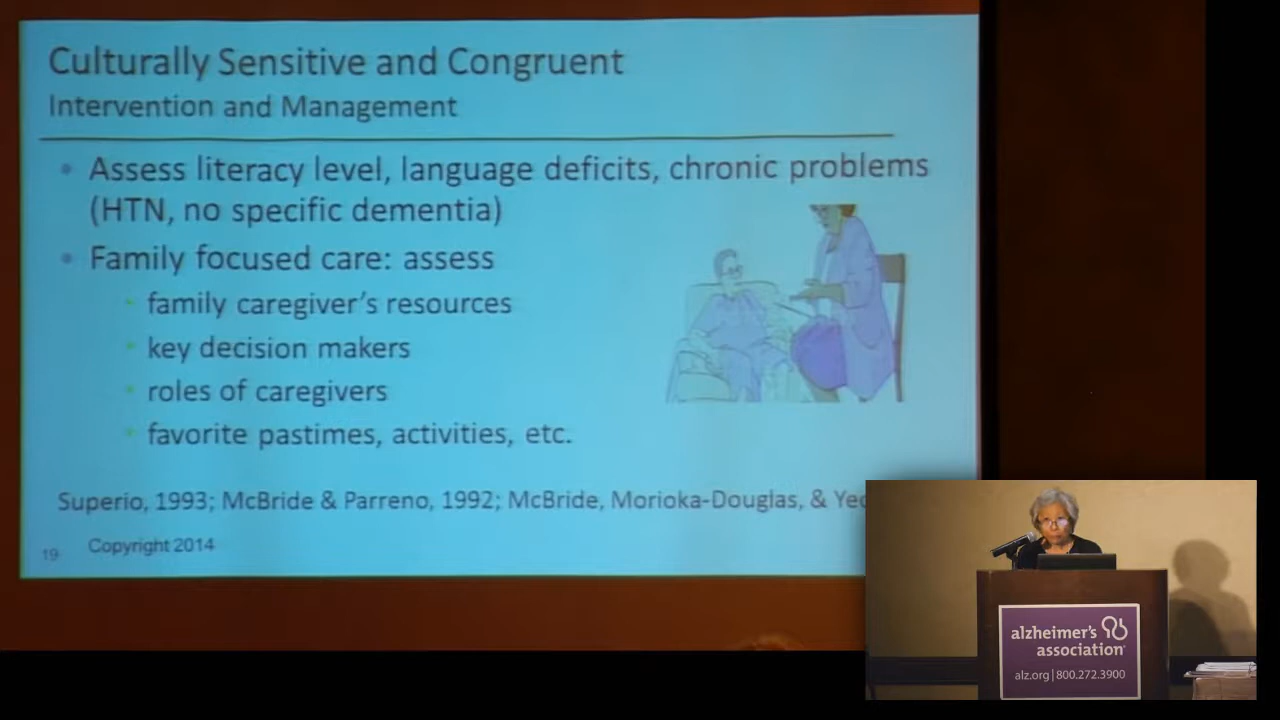 Culturally Sensitive and Congruent
Intervention and Management
• Assess literacy level, language deficits, chronic problems
(HTN, no specific dementia)
• Family focused care: assess
• family caregiver's resources
• key decision makers
• roles of caregivers
• favorite pastimes, activities, etc.
Superio, 1993; McBride & Parreno, 1992; McBride, Morioka-Douglas, &
19 Copyright 2014
alzheimer's
association
alz.org | 800.272.3900